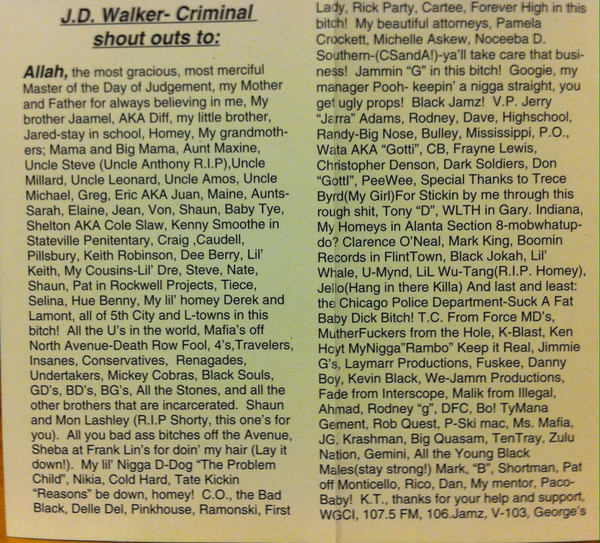 J.D. Walker- Criminal
shout outs to:
Allah, the most gracious, most merciful
Master of the Day of Judgement, my Mother
and Father for always believing in me, My
brother Jaamel, AKA Diff, my little brother,
Jared-stay in school, Homey, My grandmoth-
ers; Mama and Big Mama, Aunt Maxine,
Uncle Steve (Uncle Anthony R.I.P),Uncle
Millard, Uncle Leonard, Uncle Amos, Uncle
Michael, Greg, Eric AKA Juan, Maine, Aunts-
Sarah, Elaine, Jean, Von, Shaun, Baby Tye,
Shelton AKA Cole Slaw, Kenny Smoothe in
Stateville Penitentary, Craig ,Caudell,
Pillsbury, Keith Robinson, Dee Berry, Lil'
Keith, My Cousins-Lil' Dre, Steve, Nate,
Shaun, Pat in Rockwell Projects, Tiece,
Selina, Hue Benny, My lil' homey Derek and
Lamont, all of 5th City and L-towns in this
bitch! All the U's in the world, Mafia's off
North Avenue-Death Row Fool, 4's,Travelers,
Insanes, Conservatives, Renagades,
Undertakers, Mickey Cobras, Black Souls,
GD's, BD's, BG's, All the Stones, and all the
other brothers that are incarcerated. Shaun
and Mon Lashley (R.I.P Shorty, this one's for
you). All you bad ass bitches off the Avenue,
Sheba at Frank Lin's for doin' my hair (Lay it
down!). My lil' Nigga D-Dog "The Problem
Child", Nikia, Cold Hard, Tate Kickin
"Reasons" be down, homey! C.O., the Bad
Black, Delle Del, Pinkhouse, Ramonski, First
Lady, Rick Party, Cartee, Forever High in this
bitch! My beautiful attorneys, Pamela
Crockett, Michelle Askew, Noceeba D.
Southern-(CSandA!)-ya'll take care that busi-
ness! Jammin "G" in this bitch! Googie, my
manager Pooh- keepin' a nigga straight, you
get ugly props! Black Jamz! V.P. Jerry
"Jarra" Adams, Rodney, Dave, Highschool,
Randy-Big Nose, Bulley, Mississippi, P.O.,
Wata AKA "Gotti", CB, Frayne Lewis,
Christopher Denson, Dark Soldiers, Don
"GottI", PeeWee, Special Thanks to Trece
Byrd(My Girl)For Stickin by me through this
rough shit, Tony "D", WLTH in Gary. Indiana,
My Homeys in Alanta Section 8-mobwhatup-
do? Clarence O'Neal, Mark King, Boomin
Records in FlintTown, Black Jokah, Lil'
Whale, U-Mynd, LiL Wu-Tang(R.I.P. Homey),
Jello(Hang in there Killa) And last and least:
the Chicago Police Department-Suck A Fat
Baby Dick Bitch! T.C. From Force MD's,
MutherFuckers from the Hole, K-Blast, Ken
Hoyt MyNigga"Rambo" Keep it Real, Jimmie
G's, Laymarr Productions, Fuskee, Danny
Boy, Kevin Black, We-Jamm Productions,
Fade from Interscope, Malik from Illegal,
Ahmad, Rodney "g", DFC, Bo! TyMana
Gement, Rob Quest, P-Ski mac, Ms. Mafia,
JG, Krashman, Big Quasam, TenTray, Zulu
Nation, Gemini, All the Young Black
Males(stay strong!) Mark, "B", Shortman, Pat
off Monticello, Rico, Dan, My mentor, Paco-
Baby! K.T., thanks for your help and support,
WGCI, 107.5 FM, 106.Jamz, V-103, George's